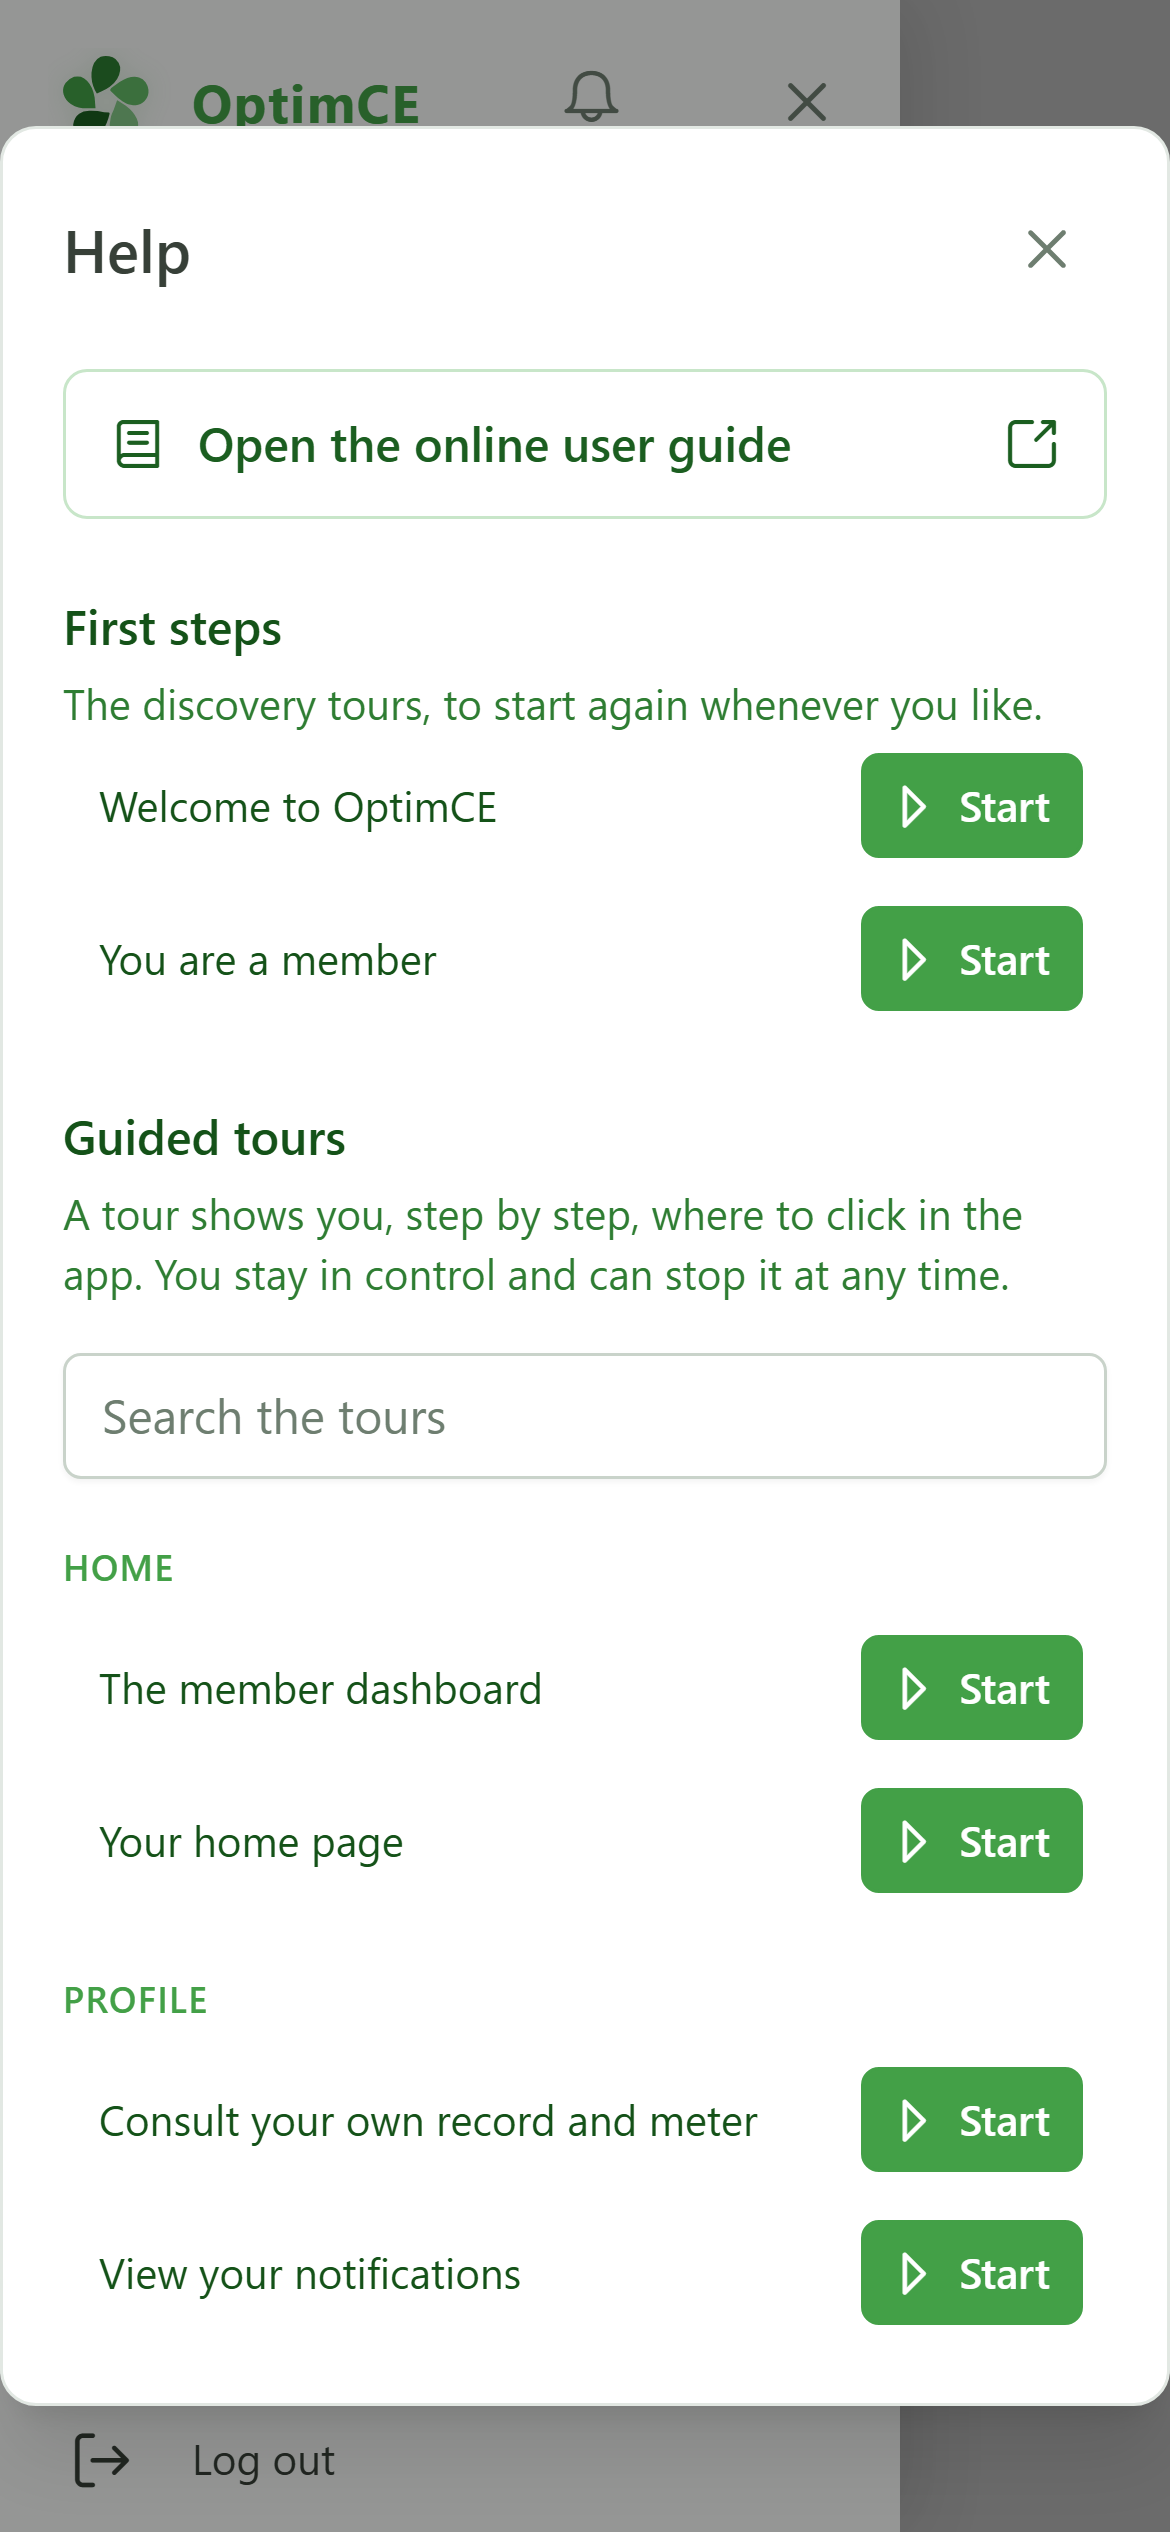 OptimCE
Help
Open the online user guide
First steps
The discovery tours, to start again whenever you like.
Welcome to OptimCE
Start
You are a member
Start
Guided tours
A tour shows you, step by step, where to click in the
app. You stay in control and can stop it at any time.
Search the tours
HOME
The member dashboard
Start
Your home page
Start
PROFILE
Consult your own record and meter
Start
View your notifications
Start
Log out